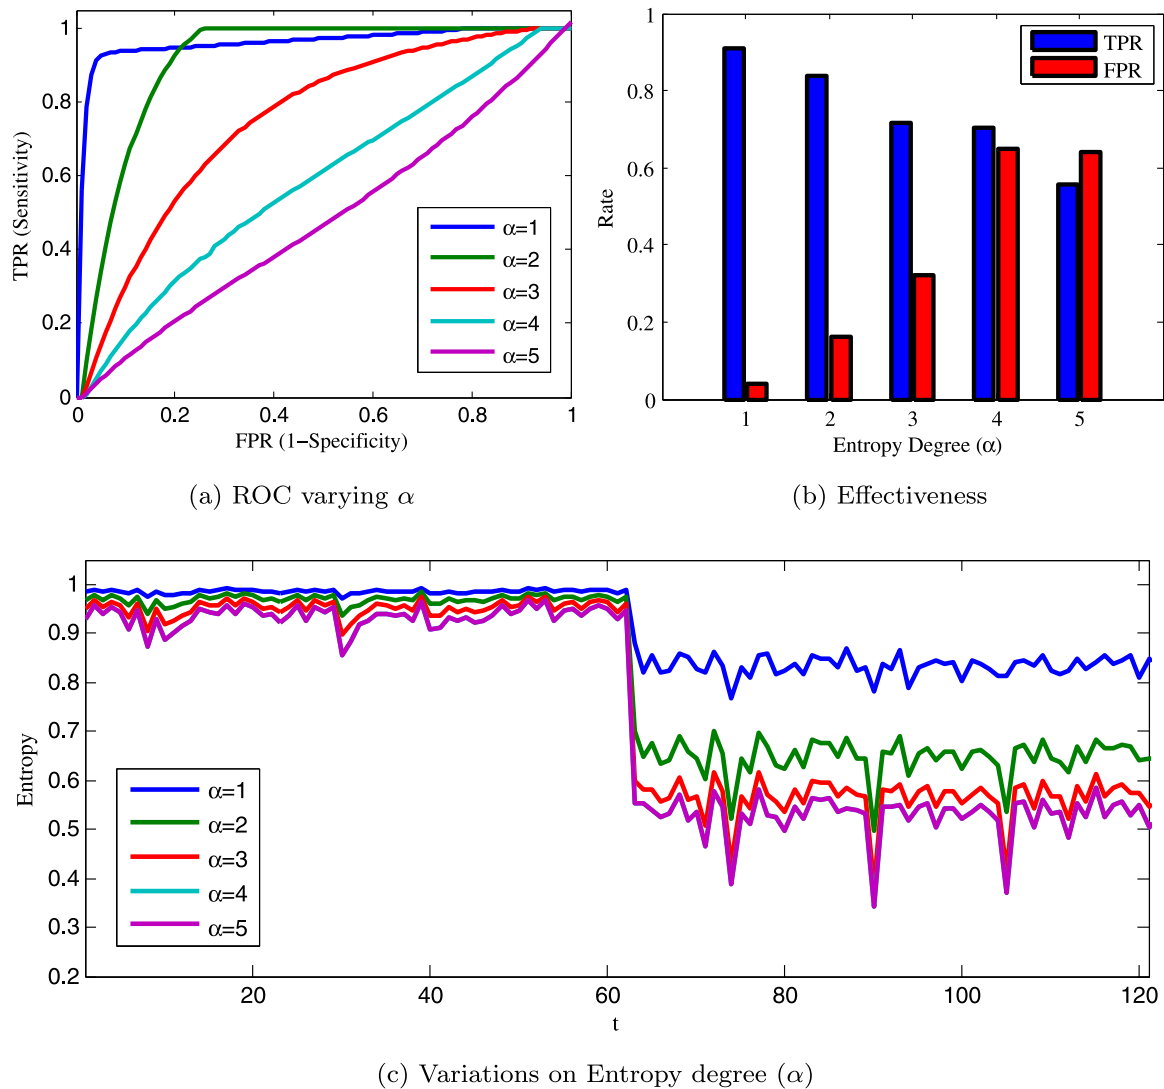 1
0.8
0.6
0.4
0.2
0
TPR (Sensitivity)
α=1
α=2
α=3
α=4
α=5
0 0.2 0.4 0.6 0.8 1
FPR (1−Specificity)
(a) ROC varying α
1
0.8
0.6
0.4
0.2
0
Rate
TPR
FPR
1 2 3 4 5
Entropy Degree (α)
(b) Effectiveness
1
0.9
0.8
0.7
0.6
0.5
0.4
0.3
0.2
Entropy
α=1
α=2
α=3
α=4
α=5
20 40 60 80 100 120
t
(c) Variations on Entropy degree (α)